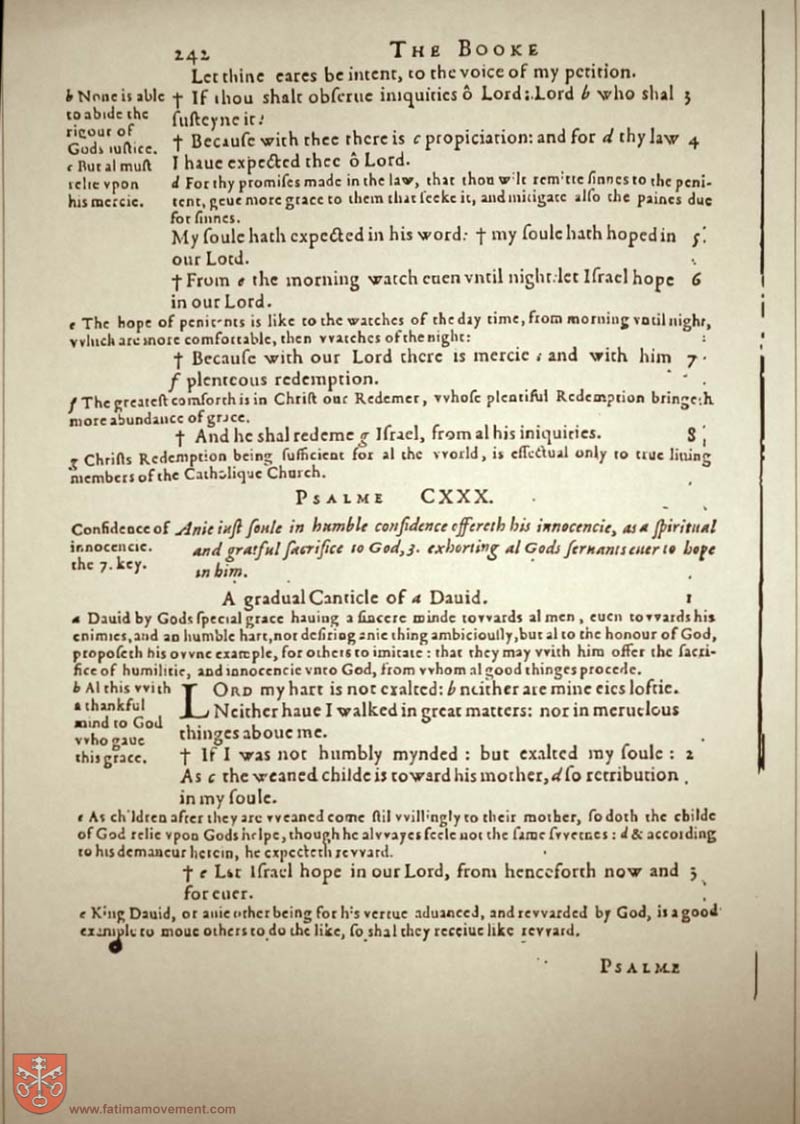 242 THE BOOKE
Let thine eares be intent, to the voice of my petition.
b None is able
to abide the
rigour of
Gods iustice.
c But al must
relie vpon
his mercie.
† If thou shalt obſerue iniquities ô Lord: Lord b who shal 3
ſuſteyne it?
† Becauſe with thee there is c propiciation: and for d thy law 4
I haue expected thee ô Lord.
d For thy promiſes made in the law, that thou wilt remitte ſinnes to the peni-
tent, geue more grace to them that ſeeke it, and mitigate alſo the paines due
for ſinnes.
My ſoule hath expected in his word: † my ſoule hath hoped in 5
our Lord.
† From e the morning watch euen vntil night: let Iſrael hope 6
in our Lord.
e The hope of penitents is like to the watches of the day time, from morning vntil night,
vvhich are more comfortable, then vvatches of the night:
† Becauſe with our Lord there is mercie: and with him 7
f plenteous redemption.
f The greateſt comforth is in Chriſt our Redemer, vvhoſe plentiful Redemption bringeth
more abundance of grace.
† And he shal redeme g Iſrael, from al his iniquities. 8
g Chriſts Redemption being ſufficient for al the vvorld, is effectual only to true liuing
members of the Catholique Church.
PSALME CXXX.
Confidence of
innocencie.
the 7. key.
Anie iuſt ſoule in humble confidence offereth his innocencie, as a ſpiritual
and grateful ſacrifice to God, 3. exhorting al Gods ſeruants euer to hope
in him.
A gradual Canticle of a Dauid. 1
a Dauid by Gods ſpecial grace hauing a ſincere minde tovvards al men, euen tovvards his
enimies, and an humble hart, not deſiring anie thing ambiciouſly, but al to the honour of God,
propoſeth his ovvne example, for others to imitate: that they may vvith him offer the ſacri-
fice of humilitie, and innocencie vnto God, from vvhom al good thinges procede.
b Al this vvith
a thankful
mind to God
vvho gaue
this grace.
LORD my hart is not exalted: b neither are mine eies loftie.
Neither haue I walked in great matters: nor in meruelous
thinges aboue me.
† If I was not humbly mynded: but exalted my ſoule: 2
As c the weaned childe is toward his mother, d ſo retribution
in my ſoule.
c As children after they are vveaned come ſtil vvillingly to their mother, ſo doth the childe
of God relie vpon Gods helpe, though he alvvayes feele not the ſame ſvvetnes: d & according
to his demaneur herein, he expecteth revvard.
† e Let Iſrael hope in our Lord, from henceforth now and 3
for euer.
e King Dauid, or anie other being for his vertue aduanced, and revvarded by God, is a good
example to moue others to do the like, ſo shal they receiue like revvard.
PSALME
www.fatimamovement.com